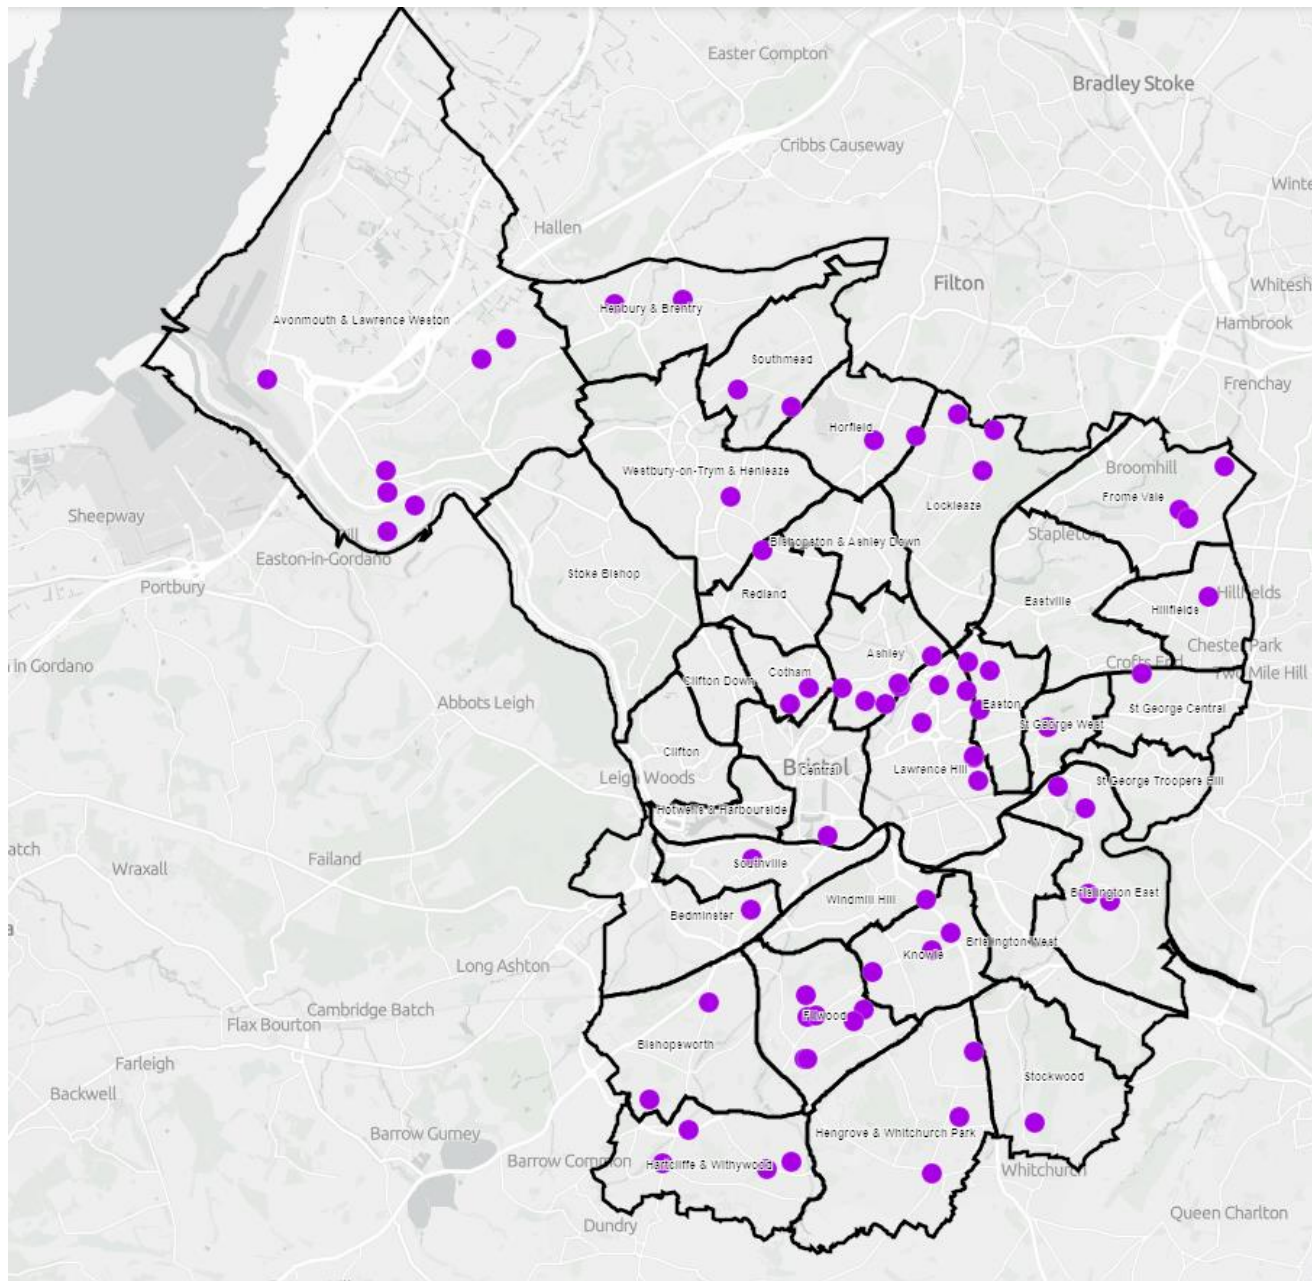 Easter Compton
Bradley Stoke
Cribbs Causeway
Winte
Hallen
Filton
Whitesh
Henbury & Brentry
Avonmouth & Lawrence Weston
Hambrook
Southmead
Frenchay
Horfield
Westbury-on-Trym & Henleaze
Broomhill
Frome Vale
Lockleaze
Sheepway
Stapleton
ill
Bishopston & Ashley Down
Easton-in-Gordano
Stoke Bishop
Portbury
Redland
Eastville
Hillfields
Hillfields
Chester Park
Ashley
Crofts End
n in Gordano
Cotham
Two Mile Hill
Clifton Down
Abbots Leigh
Easton
St George Central
St George West
Clifton
Bristol
Central
Lawrence Hill
Leigh Woods
St George Troopers Hill
Hotwells & Harbourside
atch
Failand
Southville
Wraxall
Brislington East
Windmill Hill
Bedminster
a
Brislington West
Knowle
Long Ashton
Cambridge Batch
Filwood
Flax Bourton
Bishopsworth
Farleigh
Stockwood
Backwell
Barrow Gurney
Hengrove & Whitchurch Park
Barrow Common
Hartcliffe & Withywood
Whitchurch
Queen Charlton
Dundry